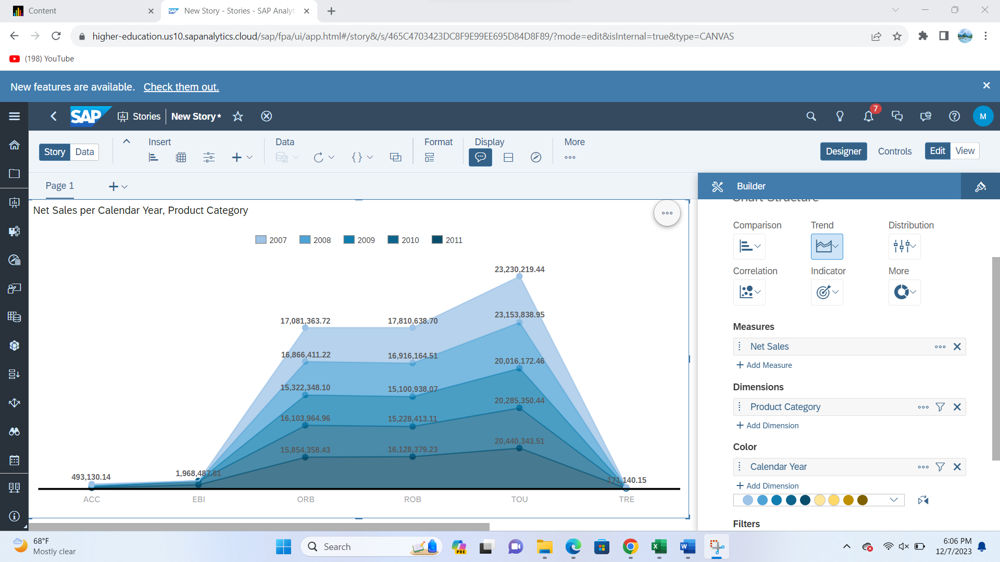 Content
New Story - Stories - SAP Analyt
higher-education.us10.sapanalytics.cloud/sap/fpa/ui/app.html#/story&/s/465C4703423DC8F9E99EE695D84D8F89/?mode=edit&isInternal=true&type=CANVAS
(198) YouTube
New features are available. Check them out.
SAP Stories New Story* 7 M
Story Data
Insert Data Format Display More
Designer Controls Edit View
Page 1
Builder
Chart Structure
Net Sales per Calendar Year, Product Category
2007 2008 2009 2010 2011
23,230,219.44
17,081,363.72 17,810,638.70 23,153,838.95
16,866,411.22 16,916,164.51 20,016,172.46
15,322,348.10 15,100,938.07 20,285,350.44
16,103,964.96 15,228,413.11 20,440,343.51
15,854,358.43 16,128,379.23
493,130.14 1,968,487.61 171,140.15
ACC EBI ORB ROB TOU TRE
Comparison Trend Distribution
Correlation Indicator More
Measures
Net Sales
+ Add Measure
Dimensions
Product Category
+ Add Dimension
Color
Calendar Year
+ Add Dimension
Filters
68°F
Mostly clear
Search
PRE
6:06 PM
12/7/2023